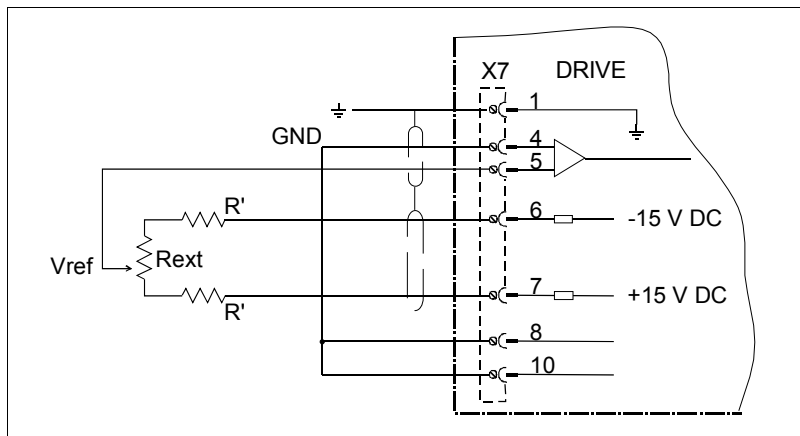 X7 DRIVE
1
GND 4
5
R' 6 -15 V DC
Vref Rext
R' 7 +15 V DC
8
10